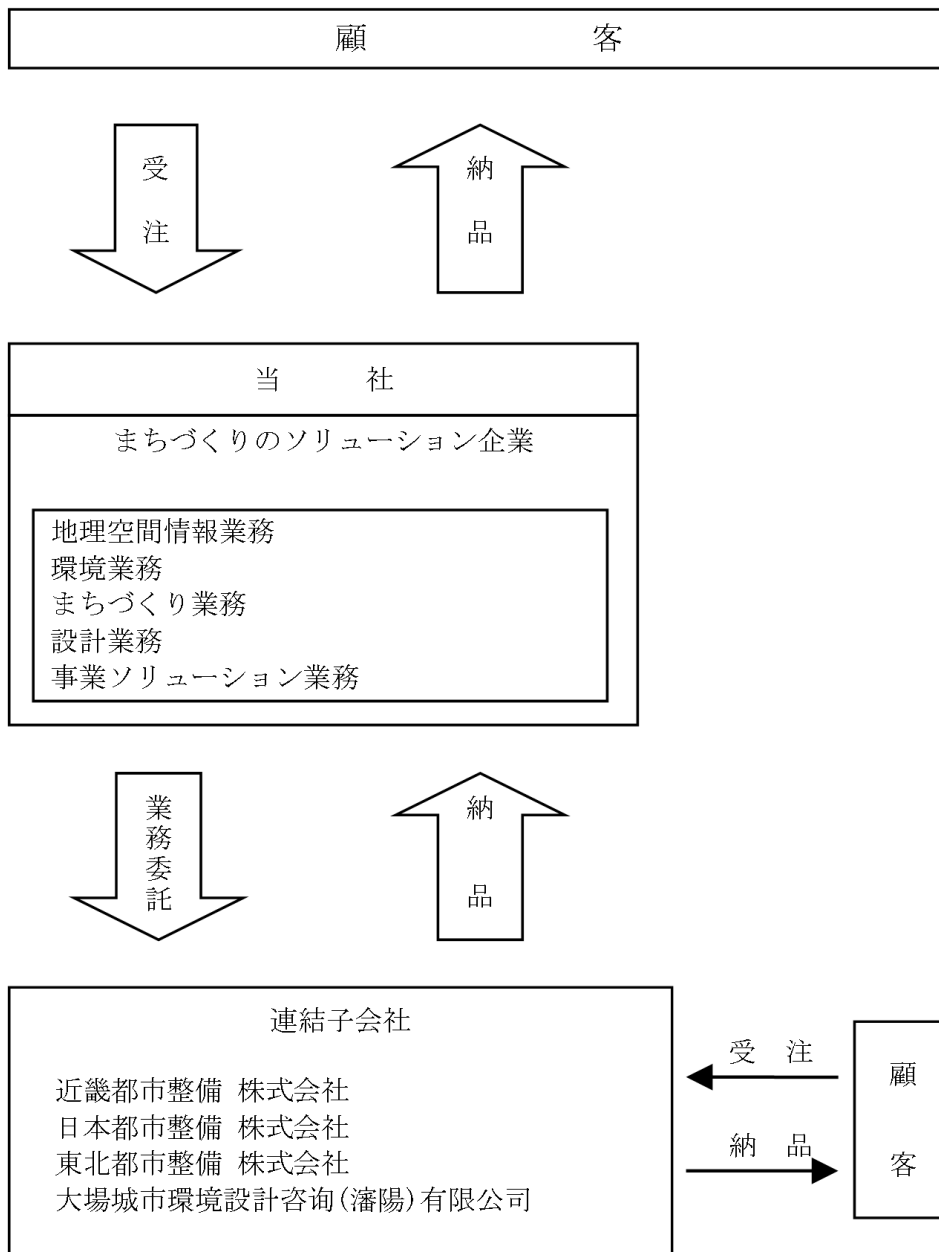 顧 客
受注
納品
当 社
まちづくりのソリューション企業
地理空間情報業務
環境業務
まちづくり業務
設計業務
事業ソリューション業務
業務委託
納品
連結子会社
近畿都市整備 株式会社
日本都市整備 株式会社
東北都市整備 株式会社
大場城市環境設計咨询(瀋陽)有限公司
受 注
納 品
顧客